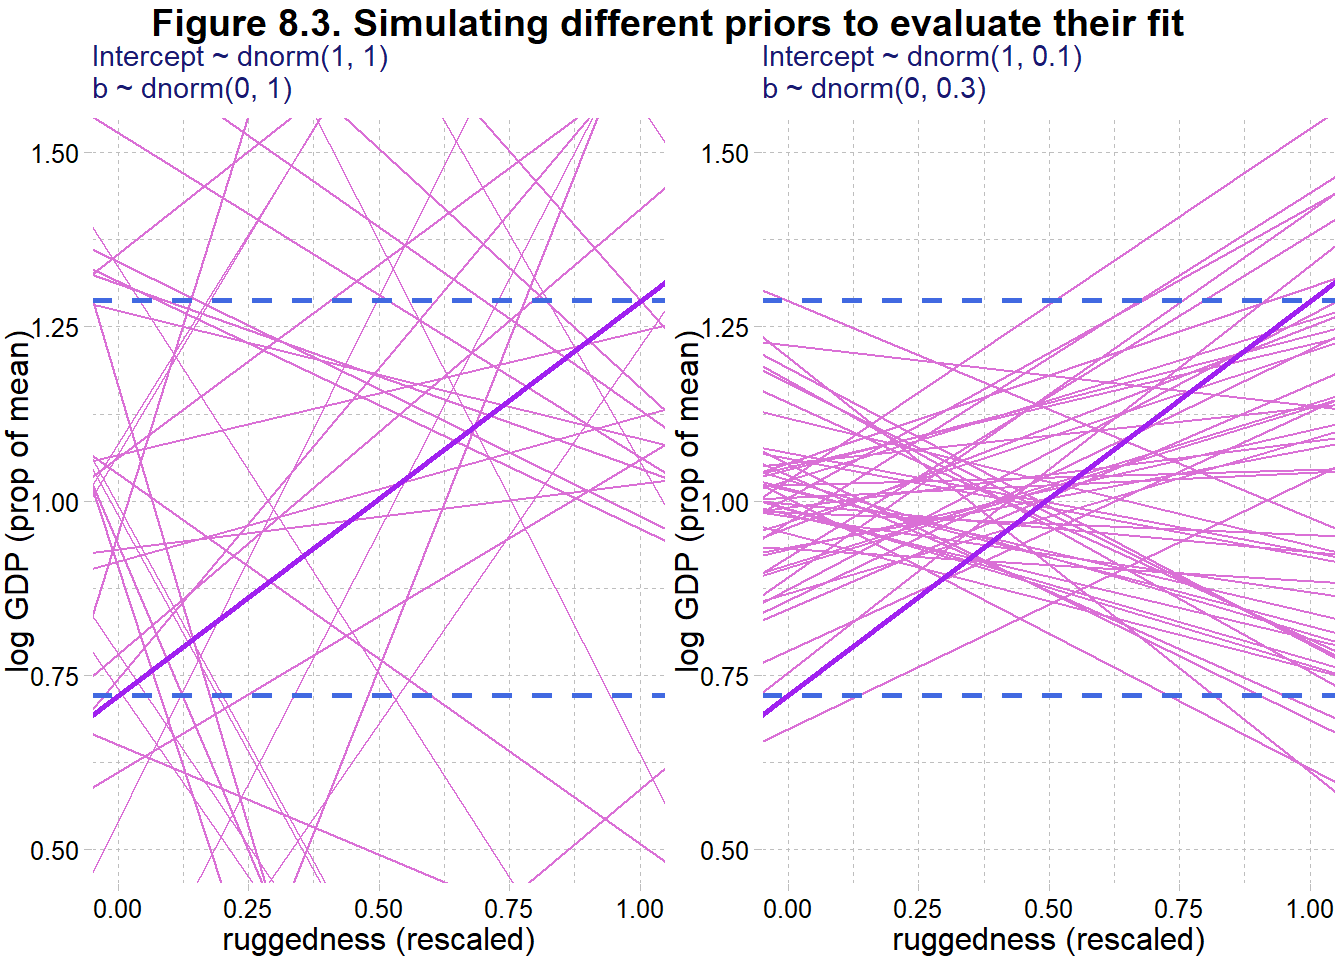 Figure 8.3. Simulating different priors to evaluate their fit
Intercept ~ dnorm(1, 1)
b ~ dnorm(0, 1)
log GDP (prop of mean)
1.50
1.25
1.00
0.75
0.50
0.00 0.25 0.50 0.75 1.00
ruggedness (rescaled)
Intercept ~ dnorm(1, 0.1)
b ~ dnorm(0, 0.3)
log GDP (prop of mean)
1.50
1.25
1.00
0.75
0.50
0.00 0.25 0.50 0.75 1.00
ruggedness (rescaled)